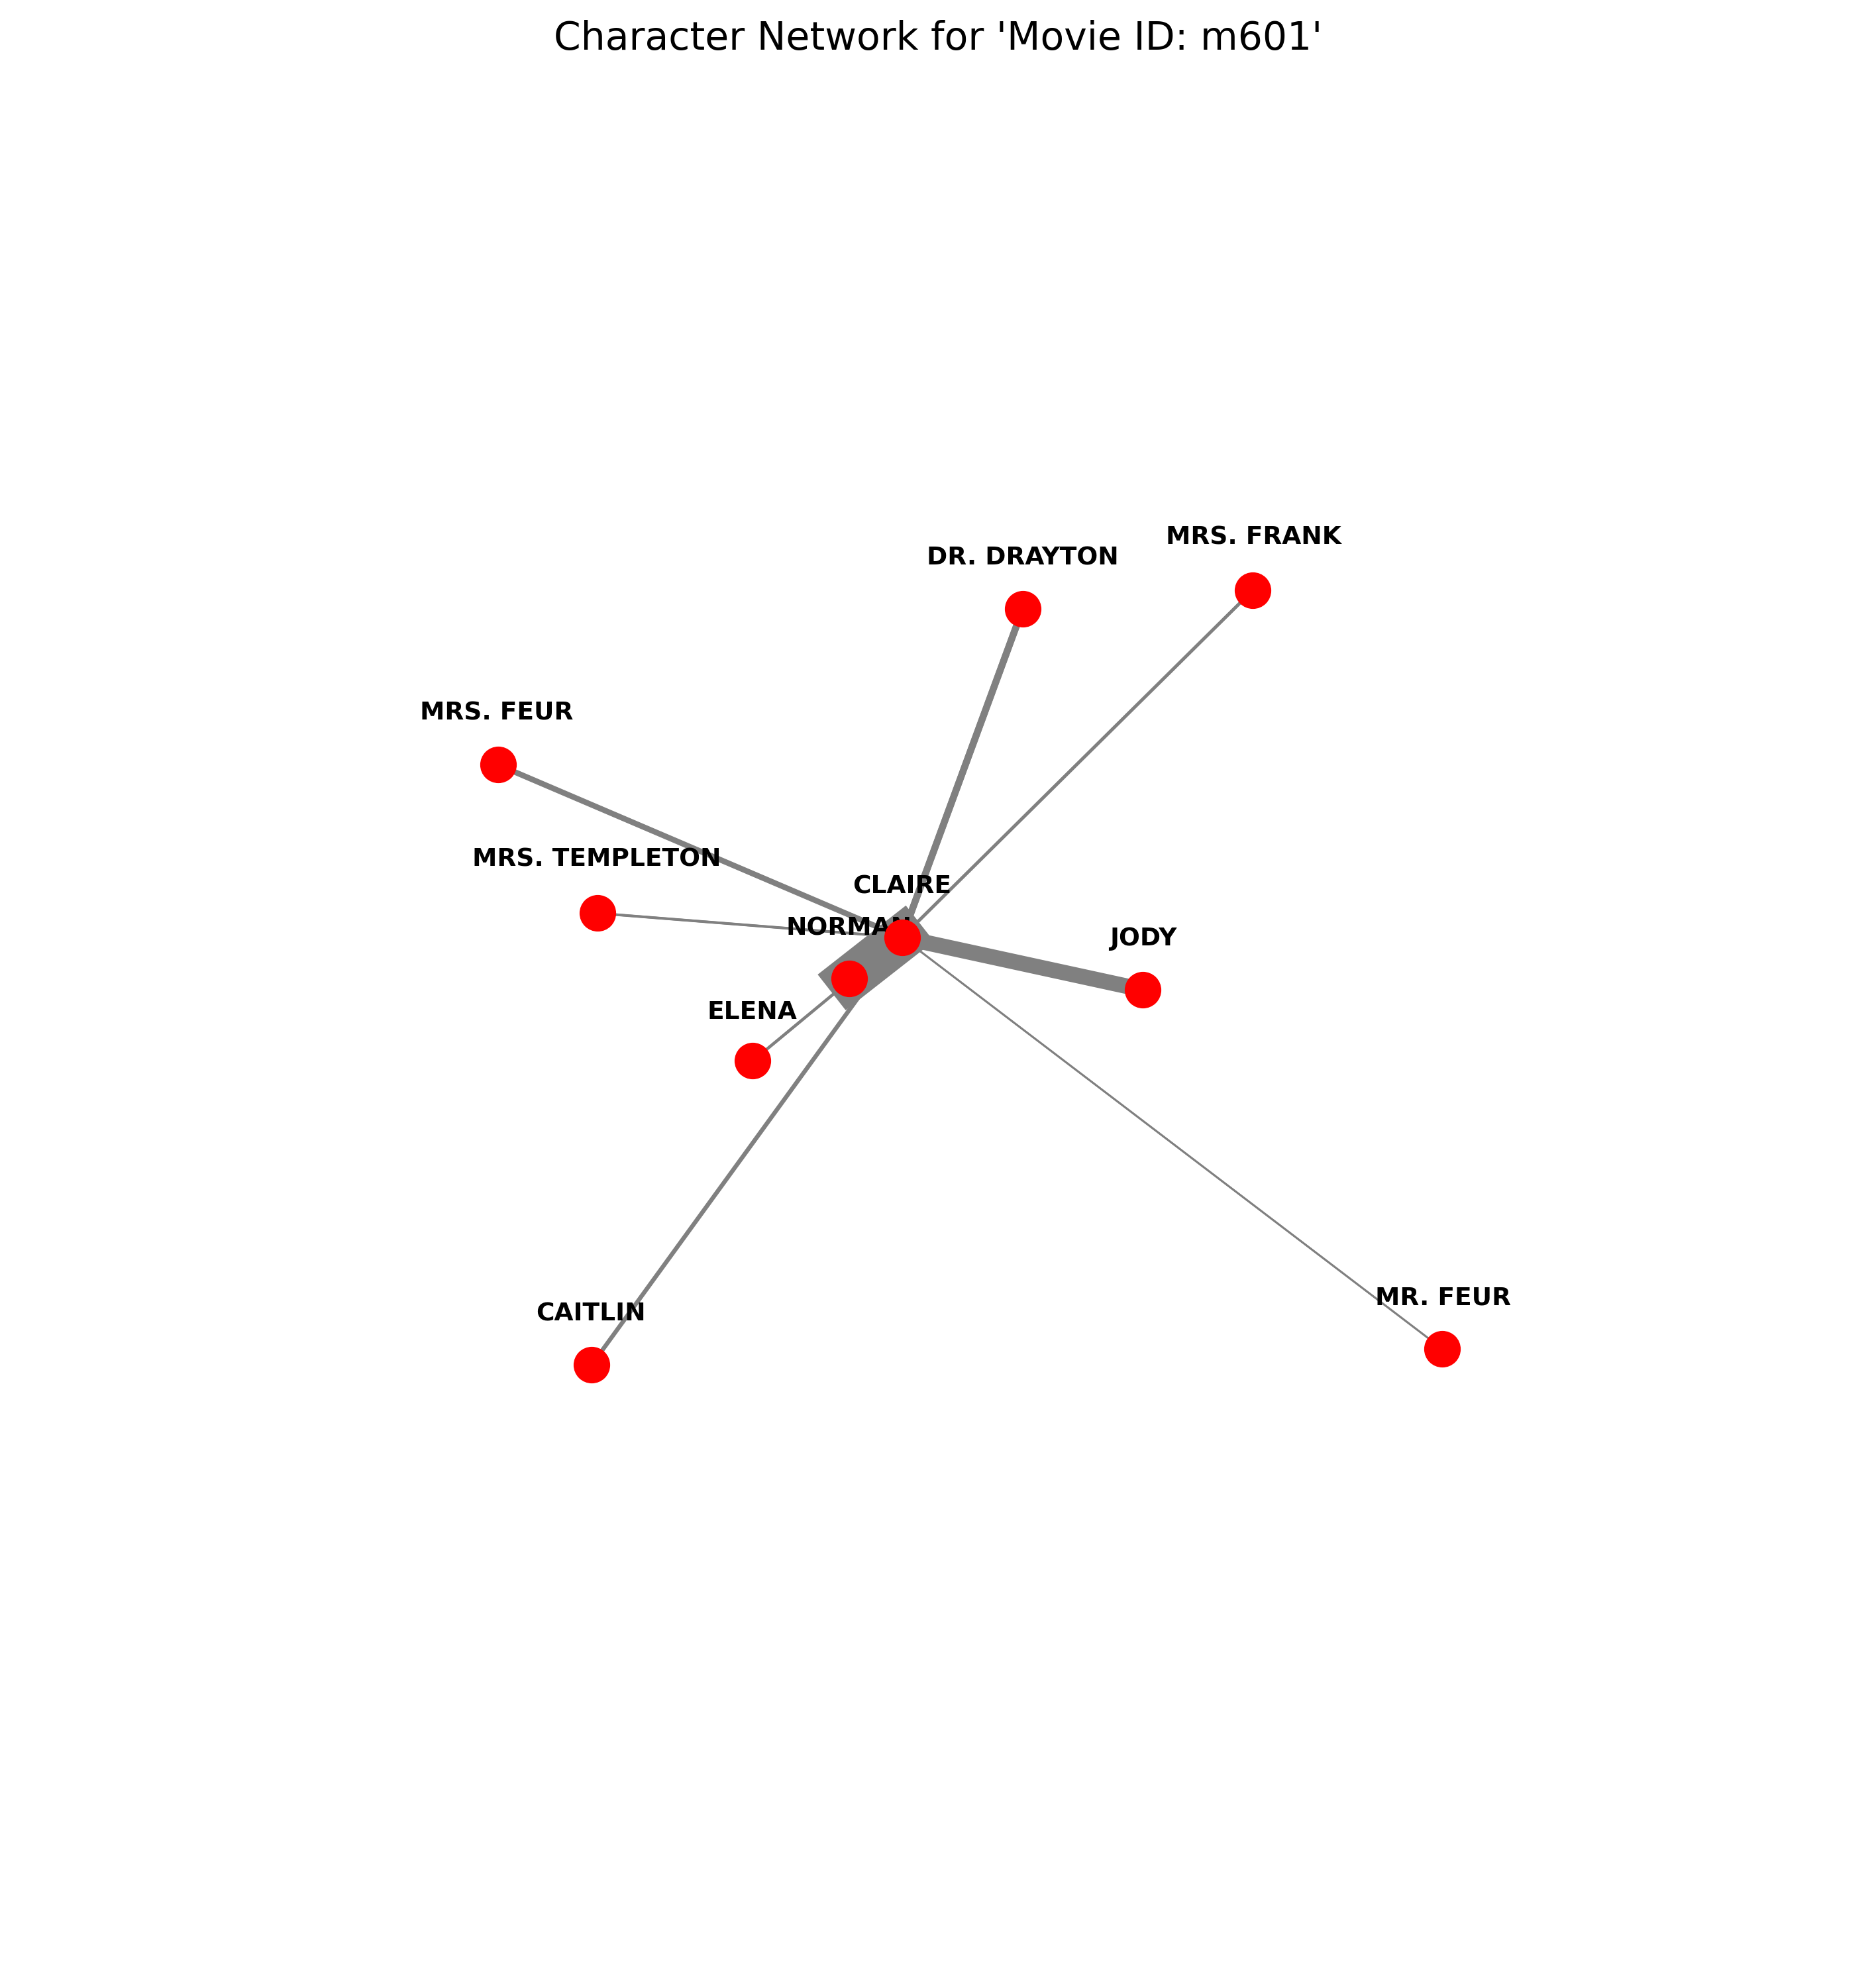 Character Network for 'Movie ID: m601'
MRS. FRANK
DR. DRAYTON
MRS. FEUR
MRS. TEMPLETON
CLAIRE
NORMAN
JODY
ELENA
MR. FEUR
CAITLIN